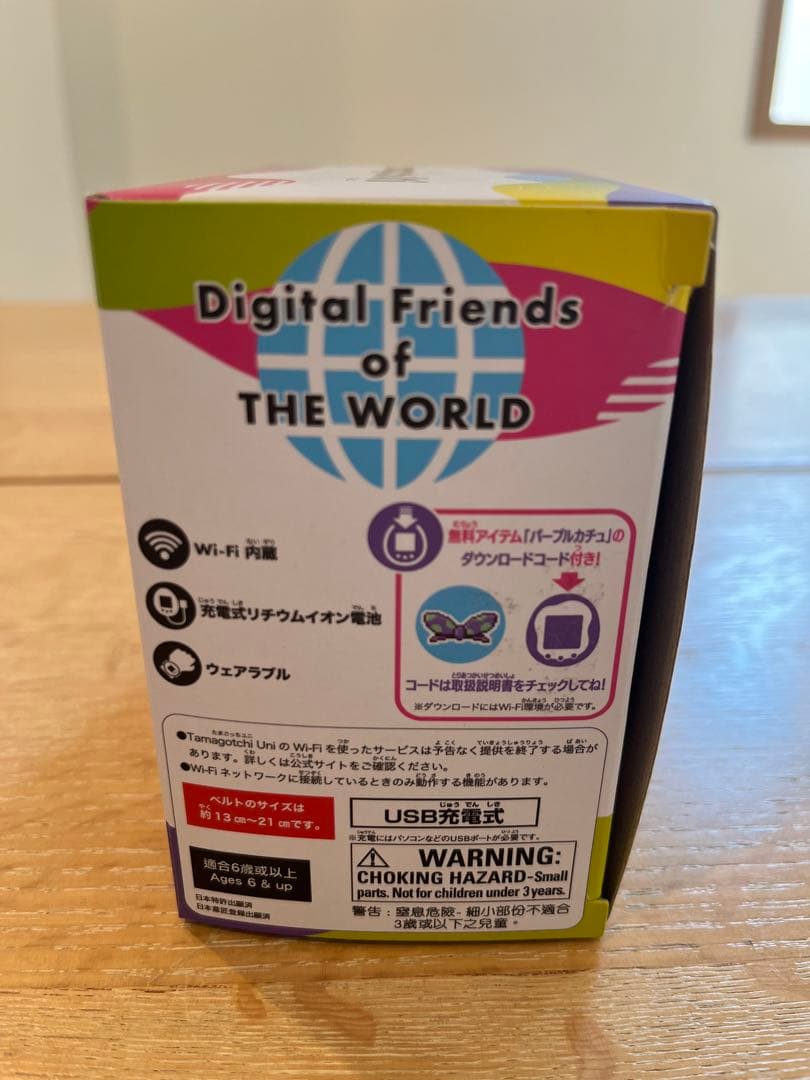 Digital Friends
of
THE WORLD
Wi-Fi 内蔵
充電式リチウムイオン電池
ウェアラブル
無料アイテム「パープルカチュ」の
ダウンロードコード付き!
コードは取扱説明書をチェックしてね!
※ダウンロードにはWi-Fi環境が必要です。
●Tamagotchi Uni の Wi-Fi を使ったサービスは予告なく提供を終了する場合が
あります。詳しくは公式サイトをご確認ください。
●Wi-Fi ネットワークに接続しているときのみ動作する機能があります。
ベルトのサイズは
約13㎝~21㎝です。
USB充電式
※充電にはパソコンなどのUSBポートが必要です。
適合6歲或以上
Ages 6 & up
WARNING:
CHOKING HAZARD-Small
parts. Not for children under 3 years.
日本特許出願済
日本意匠登録出願済
警告:窒息危險-細小部份不適合
3歲或以下之兒童。